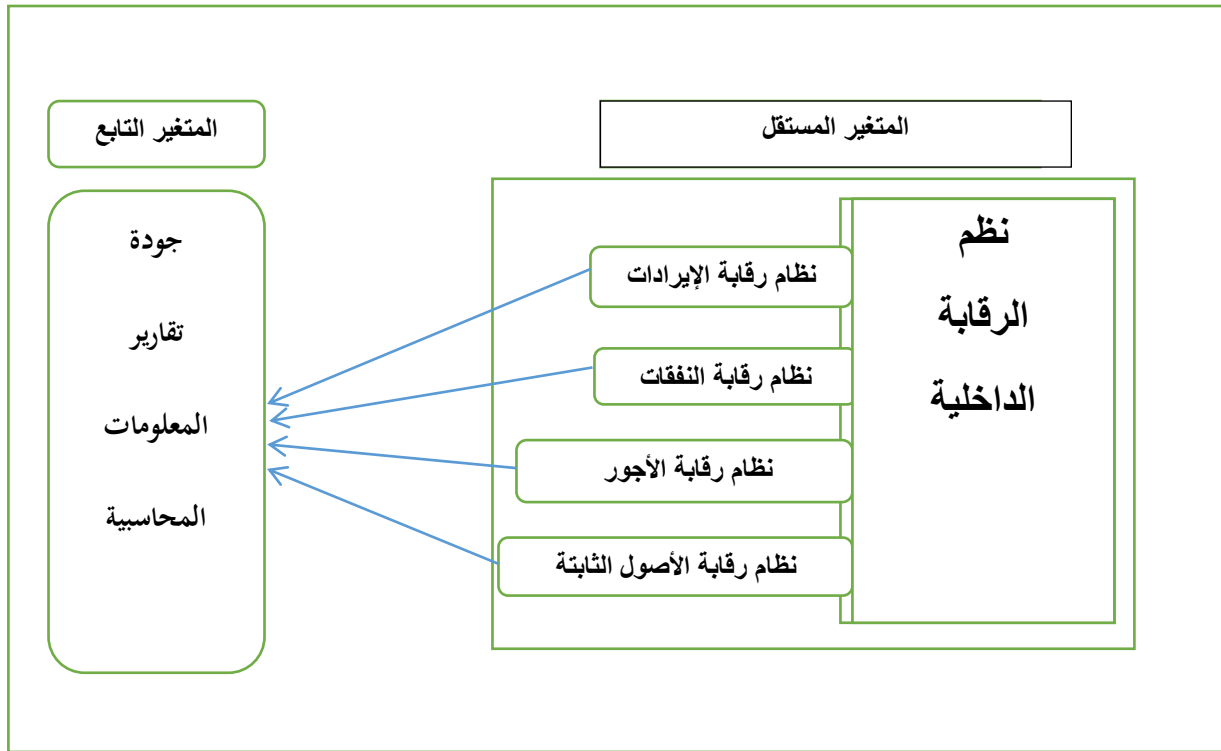 المتغير المستقل
المتغير التابع
نظم
الرقابة
الداخلية
نظام رقابة الإيرادات
نظام رقابة النفقات
نظام رقابة الأجور
نظام رقابة الأصول الثابتة
جودة
تقارير
المعلومات
المحاسبية